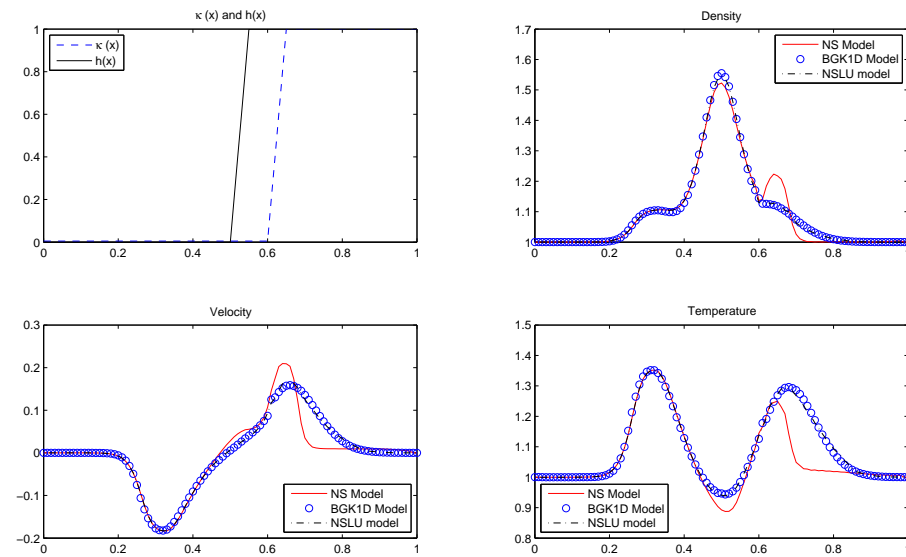 κ (x) and h(x)
1
0.8
0.6
0.4
0.2
0
0 0.2 0.4 0.6 0.8 1
κ (x)
h(x)
Density
1.7
1.6
1.5
1.4
1.3
1.2
1.1
1
0 0.2 0.4 0.6 0.8 1
NS Model
BGK1D Model
NSLU model
Velocity
0.3
0.2
0.1
0
−0.1
−0.2
0 0.2 0.4 0.6 0.8 1
NS Model
BGK1D Model
NSLU model
Temperature
1.5
1.4
1.3
1.2
1.1
1
0.9
0.8
0 0.2 0.4 0.6 0.8
NS Model
BGK1D Model
NSLU model